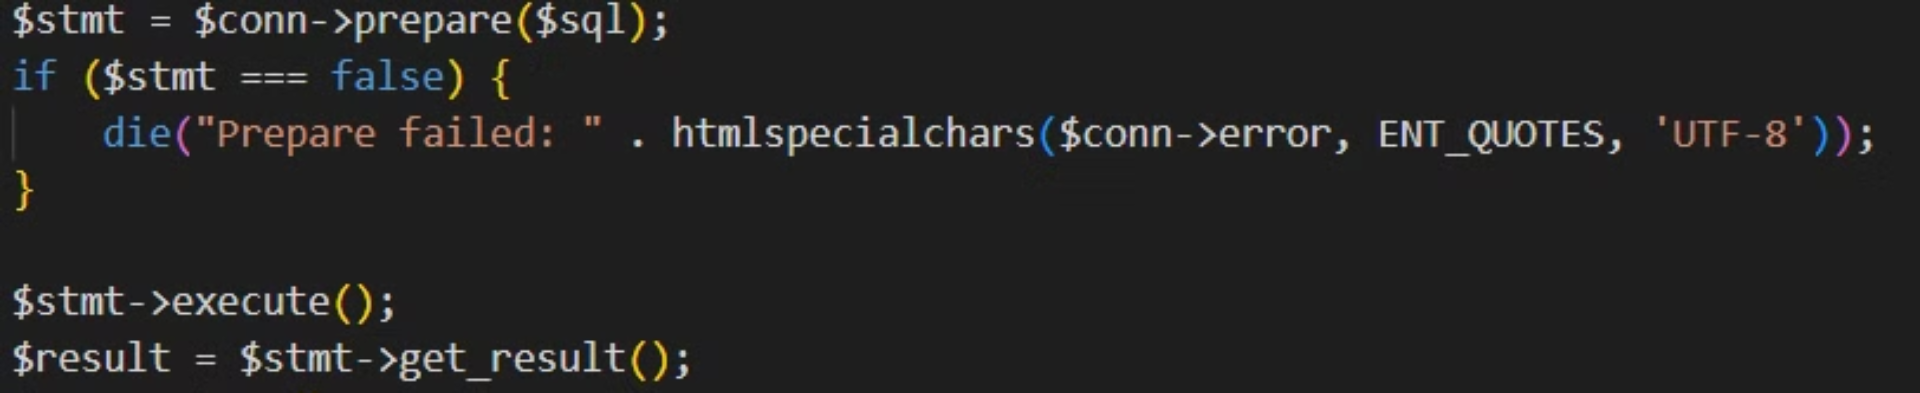 $stmt = $conn->prepare($sql);
if ($stmt === false) {
    die("Prepare failed: " . htmlspecialchars($conn->error, ENT_QUOTES, 'UTF-8'));
}

$stmt->execute();
$result = $stmt->get_result();